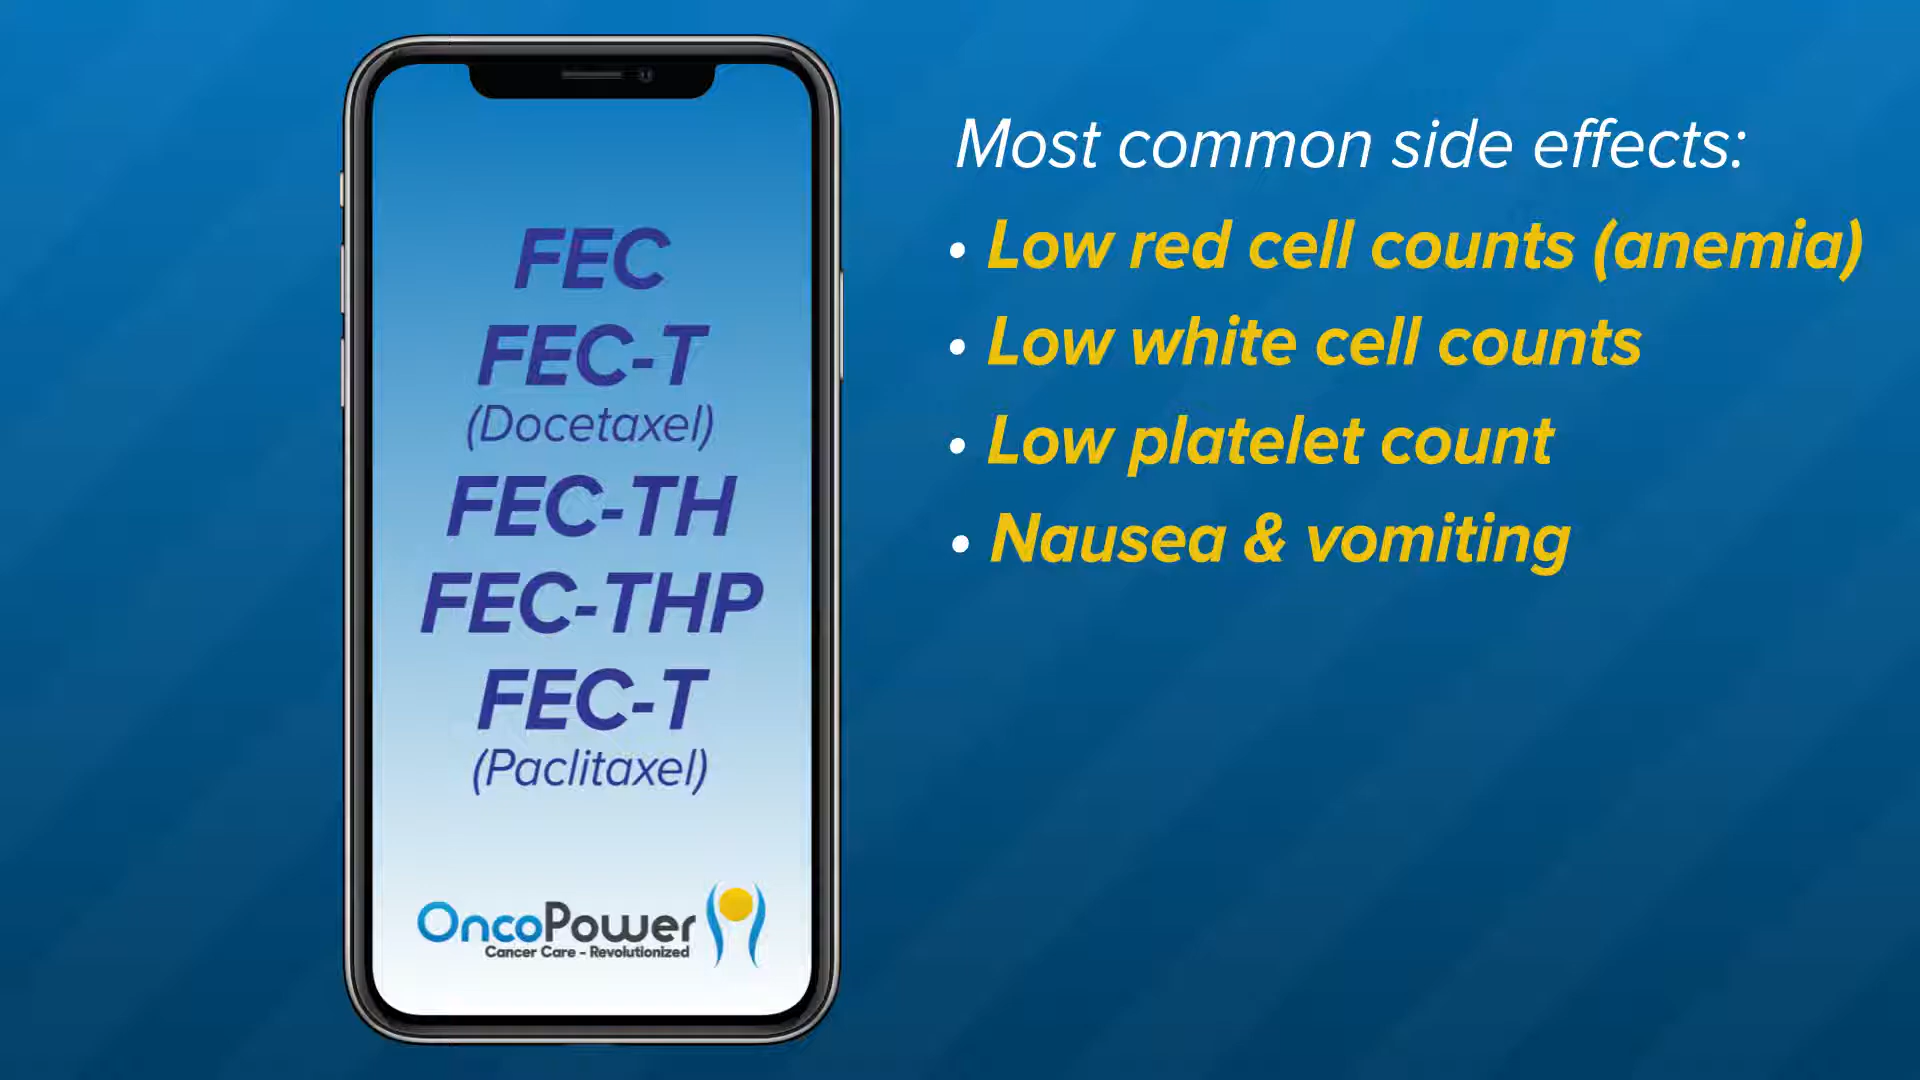 FEC
FEC-T
(Docetaxel)
FEC-TH
FEC-THP
FEC-T
(Paclitaxel)
OncoPower
Cancer Care - Revolutionized
Most common side effects:
• Low red cell counts (anemia)
• Low white cell counts
• Low platelet count
• Nausea & vomiting